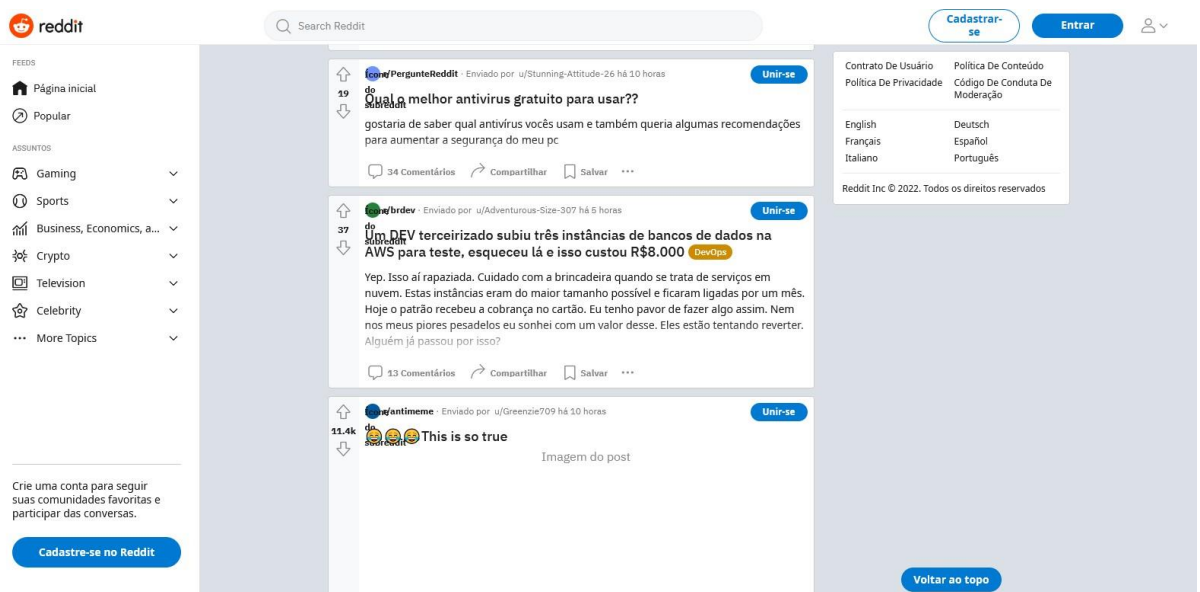 reddit
Search Reddit
Cadastrar-
se
Entrar
FEEDS
Página inicial
Popular
ASSUNTOS
Gaming
Sports
Business, Economics, a...
Crypto
Television
Celebrity
More Topics
Crie uma conta para seguir
suas comunidades favoritas e
participar das conversas.
Cadastre-se no Reddit
19
Ícone
do
subreddit
r/PergunteReddit · Enviado por u/Stunning-Attitude-26 há 10 horas
Unir-se
Qual o melhor antivirus gratuito para usar??
gostaria de saber qual antivírus vocês usam e também queria algumas recomendações
para aumentar a segurança do meu pc
34 Comentários Compartilhar Salvar ···
37
Ícone
do
subreddit
r/brdev · Enviado por u/Adventurous-Size-307 há 5 horas
Unir-se
Um DEV terceirizado subiu três instâncias de bancos de dados na
AWS para teste, esqueceu lá e isso custou R$8.000 DevOps
Yep. Isso aí rapaziada. Cuidado com a brincadeira quando se trata de serviços em
nuvem. Estas instâncias eram do maior tamanho possível e ficaram ligadas por um mês.
Hoje o patrão recebeu a cobrança no cartão. Eu tenho pavor de fazer algo assim. Nem
nos meus piores pesadelos eu sonhei com um valor desse. Eles estão tentando reverter.
Alguém já passou por isso?
13 Comentários Compartilhar Salvar ···
11.4k
Ícone
do
subreddit
r/antimeme · Enviado por u/Greenzie709 há 10 horas
Unir-se
😂😂😂This is so true
Imagem do post
Contrato De Usuário Política De Conteúdo
Política De Privacidade Código De Conduta De
Moderação
English Deutsch
Français Español
Italiano Português
Reddit Inc © 2022. Todos os direitos reservados
Voltar ao topo